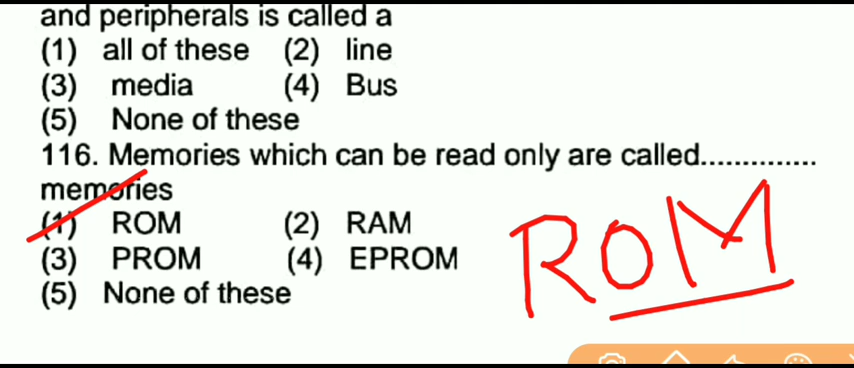 and peripherals is called a
(1) all of these (2) line
(3) media (4) Bus
(5) None of these
116. Memories which can be read only are called..............
memories
(1) ROM (2) RAM
(3) PROM (4) EPROM
(5) None of these
ROM